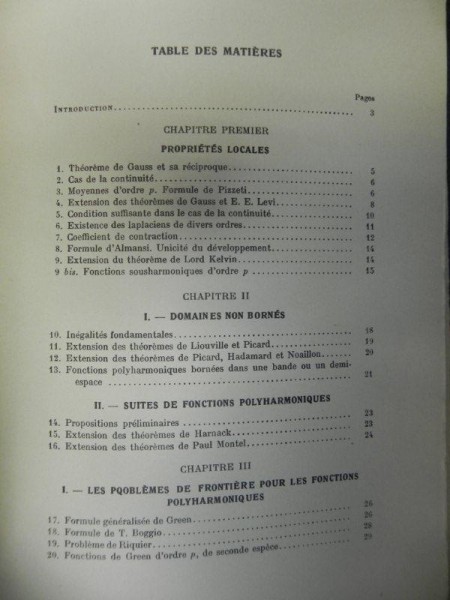 TABLE DES MATIÈRES
Pages
INTRODUCTION 3
CHAPITRE PREMIER
PROPRIÉTÉS LOCALES
1. Théorème de Gauss et sa réciproque 5
2. Cas de la continuité 6
3. Moyennes d'ordre p. Formule de Pizzeti 6
4. Extension des théorèmes de Gauss et E. E. Levi 8
5. Condition suffisante dans le cas de la continuité 10
6. Existence des laplaciens de divers ordres 11
7. Coefficient de contraction 12
8. Formule d'Almansi. Unicité du développement 14
9. Extension du théorème de Lord Kelvin 14
9 bis. Fonctions sousharmoniques d'ordre p 15
CHAPITRE II
I. — DOMAINES NON BORNÉS
10. Inégalités fondamentales 18
11. Extension des théorèmes de Liouville et Picard 19
12. Extension des théorèmes de Picard, Hadamard et Noaillon 20
13. Fonctions polyharmoniques bornées dans une bande ou un demi-
espace 21
II. — SUITES DE FONCTIONS POLYHARMONIQUES
14. Propositions préliminaires 23
15. Extension des théorèmes de Harnack 23
16. Extension des théorèmes de Paul Montel 24
CHAPITRE III
I. — LES PQOBLÈMES DE FRONTIÈRE POUR LES FONCTIONS
POLYHARMONIQUES
17. Formule généralisée de Green 26
18. Formule de T. Boggio 26
19. Problème de Riquier
20. Fonctions de Green d'ordre p, de seconde espèce